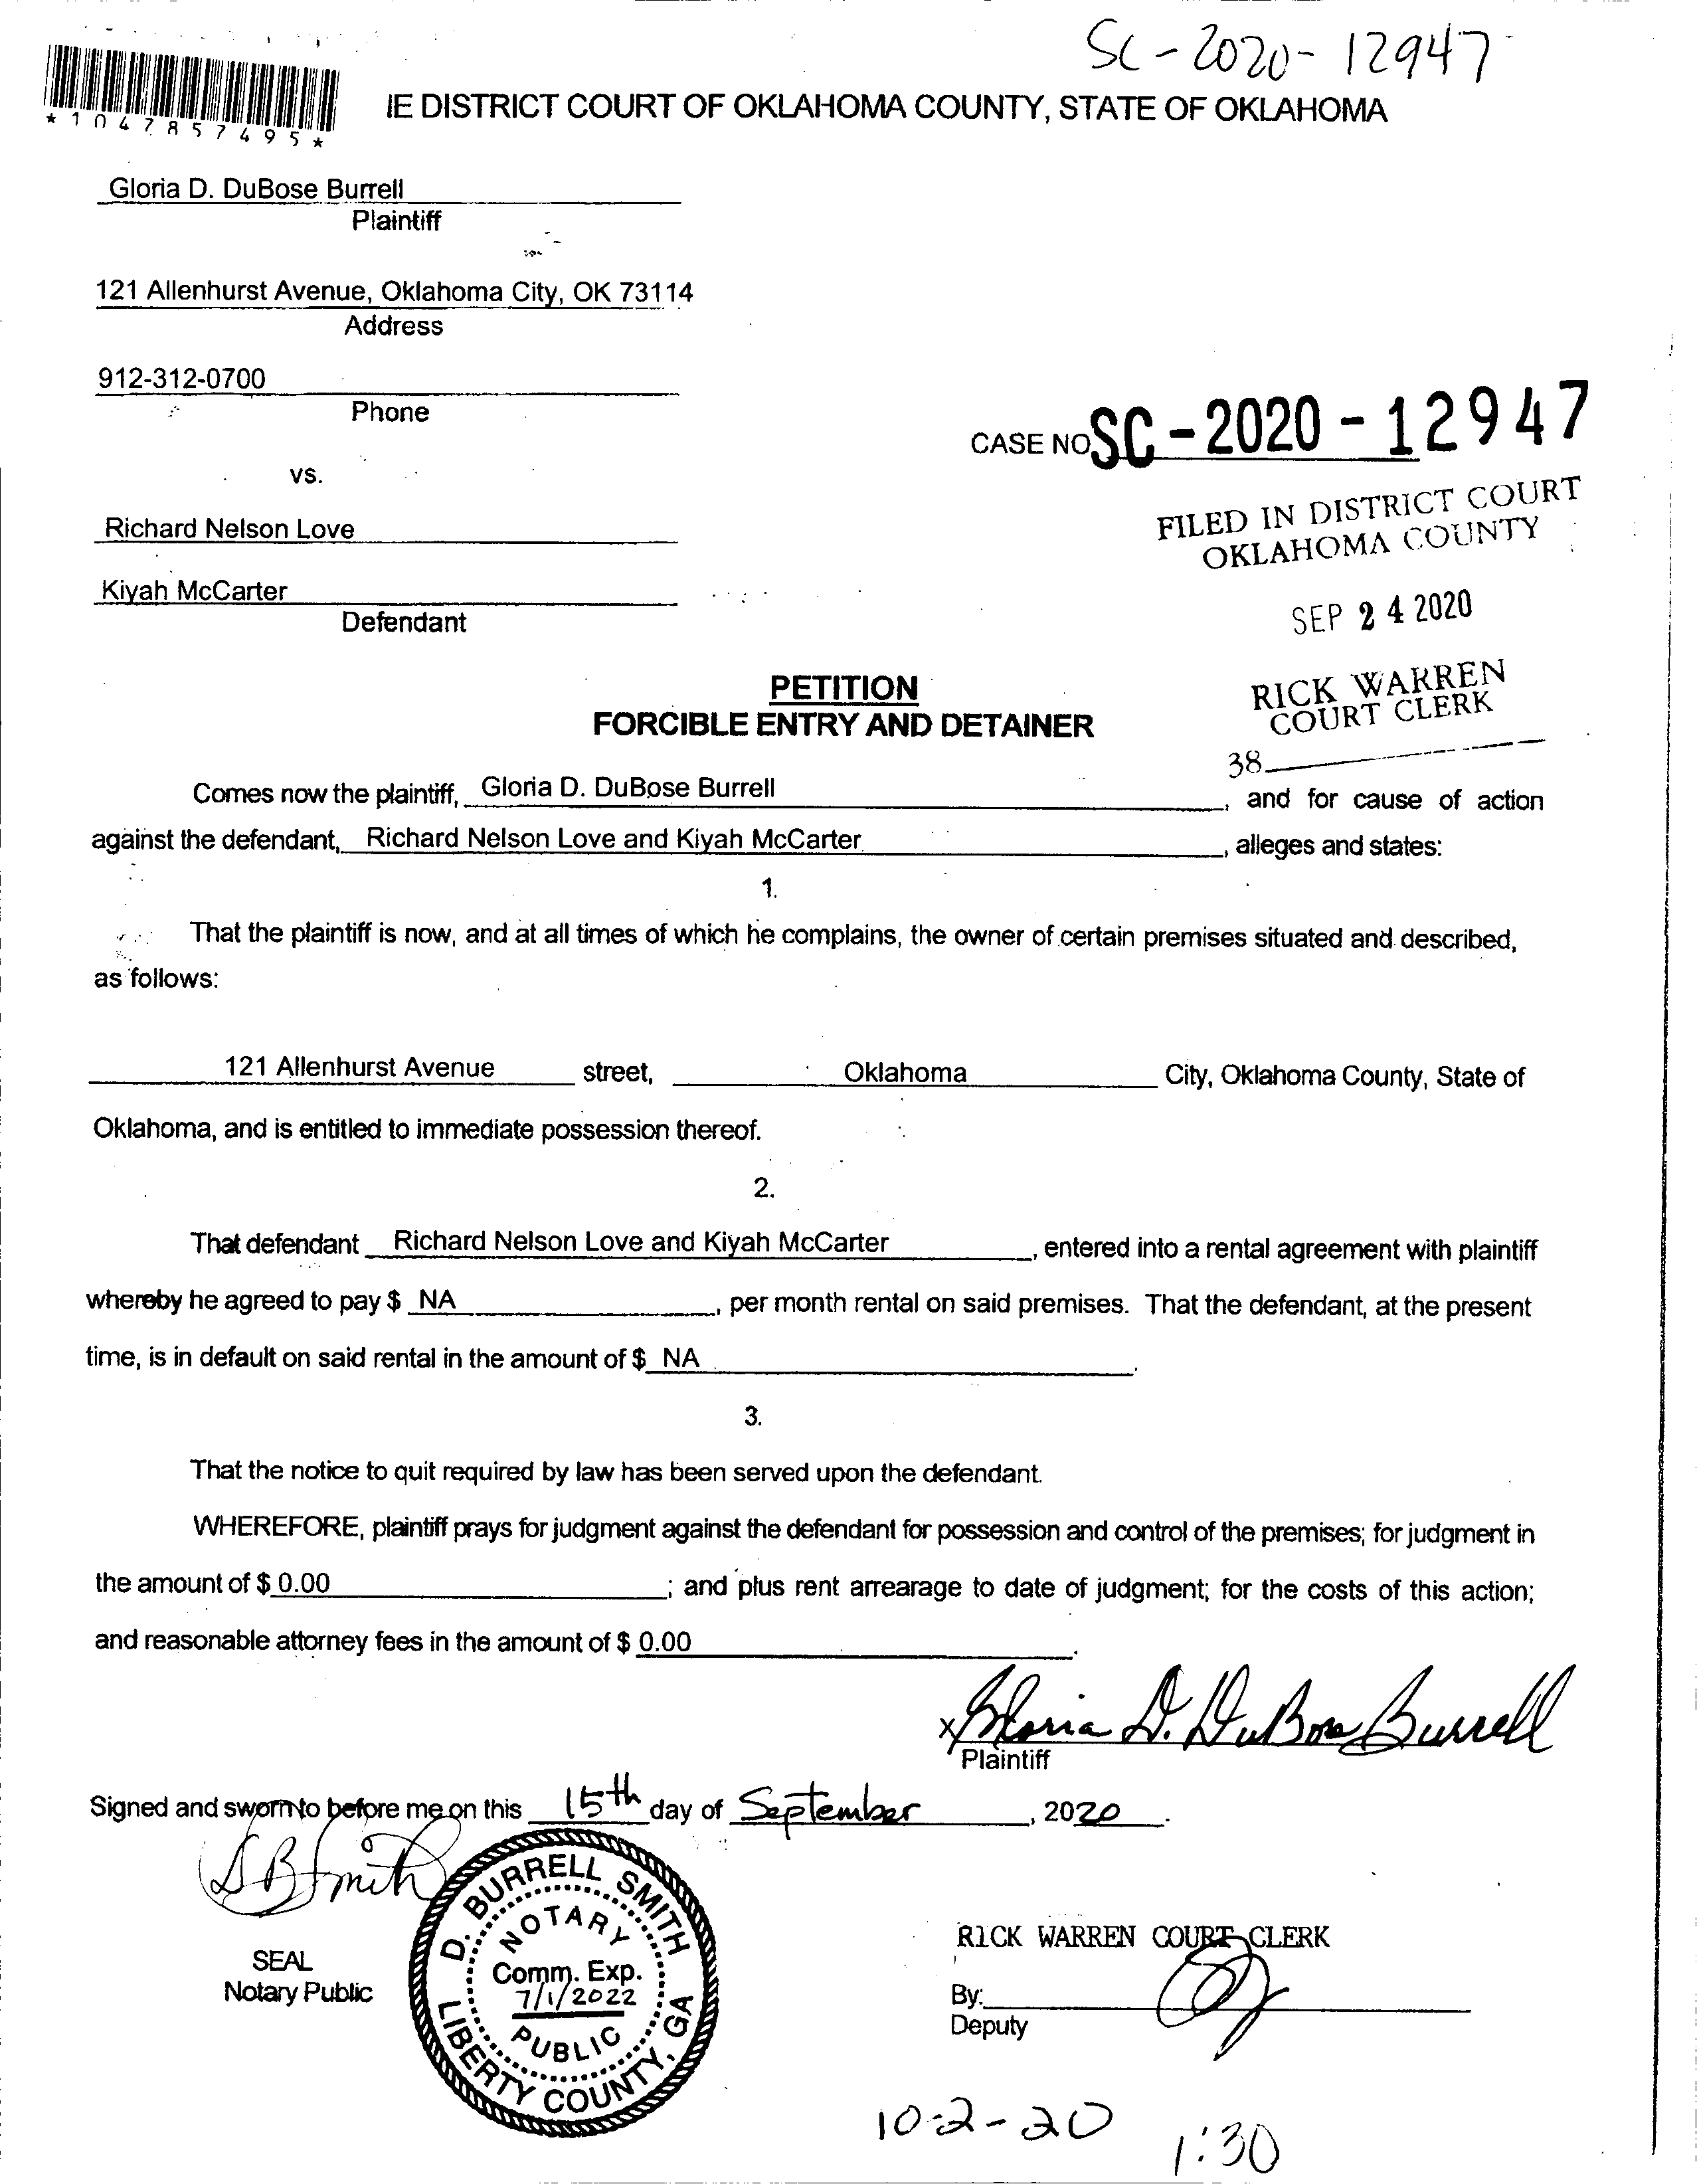 SC-2020-12947
*1047857495*
IE DISTRICT COURT OF OKLAHOMA COUNTY, STATE OF OKLAHOMA
Gloria D. DuBose Burrell
Plaintiff
121 Allenhurst Avenue, Oklahoma City, OK 73114
Address
912-312-0700
Phone
CASE NO SC-2020-12947
vs.
FILED IN DISTRICT COURT
OKLAHOMA COUNTY
Richard Nelson Love
Kiyah McCarter
Defendant
SEP 24 2020
RICK WARREN
COURT CLERK
38
PETITION
FORCIBLE ENTRY AND DETAINER
Comes now the plaintiff, Gloria D. DuBose Burrell, and for cause of action
against the defendant, Richard Nelson Love and Kiyah McCarter, alleges and states:
1.
That the plaintiff is now, and at all times of which he complains, the owner of certain premises situated and described,
as follows:
121 Allenhurst Avenue street, Oklahoma City, Oklahoma County, State of
Oklahoma, and is entitled to immediate possession thereof.
2.
That defendant Richard Nelson Love and Kiyah McCarter, entered into a rental agreement with plaintiff
whereby he agreed to pay $ NA, per month rental on said premises. That the defendant, at the present
time, is in default on said rental in the amount of $ NA.
3.
That the notice to quit required by law has been served upon the defendant.
WHEREFORE, plaintiff prays for judgment against the defendant for possession and control of the premises; for judgment in
the amount of $ 0.00; and plus rent arrearage to date of judgment; for the costs of this action;
and reasonable attorney fees in the amount of $ 0.00.
x Gloria D. DuBose Burrell
Plaintiff
Signed and sworn to before me on this 15th day of September, 2020.
DBSmith
D. BURRELL SMITH
NOTARY
Comm. Exp.
7/1/2022
PUBLIC
LIBERTY COUNTY, GA
SEAL
Notary Public
RICK WARREN COURT CLERK
By:
Deputy
10-2-20
1:30